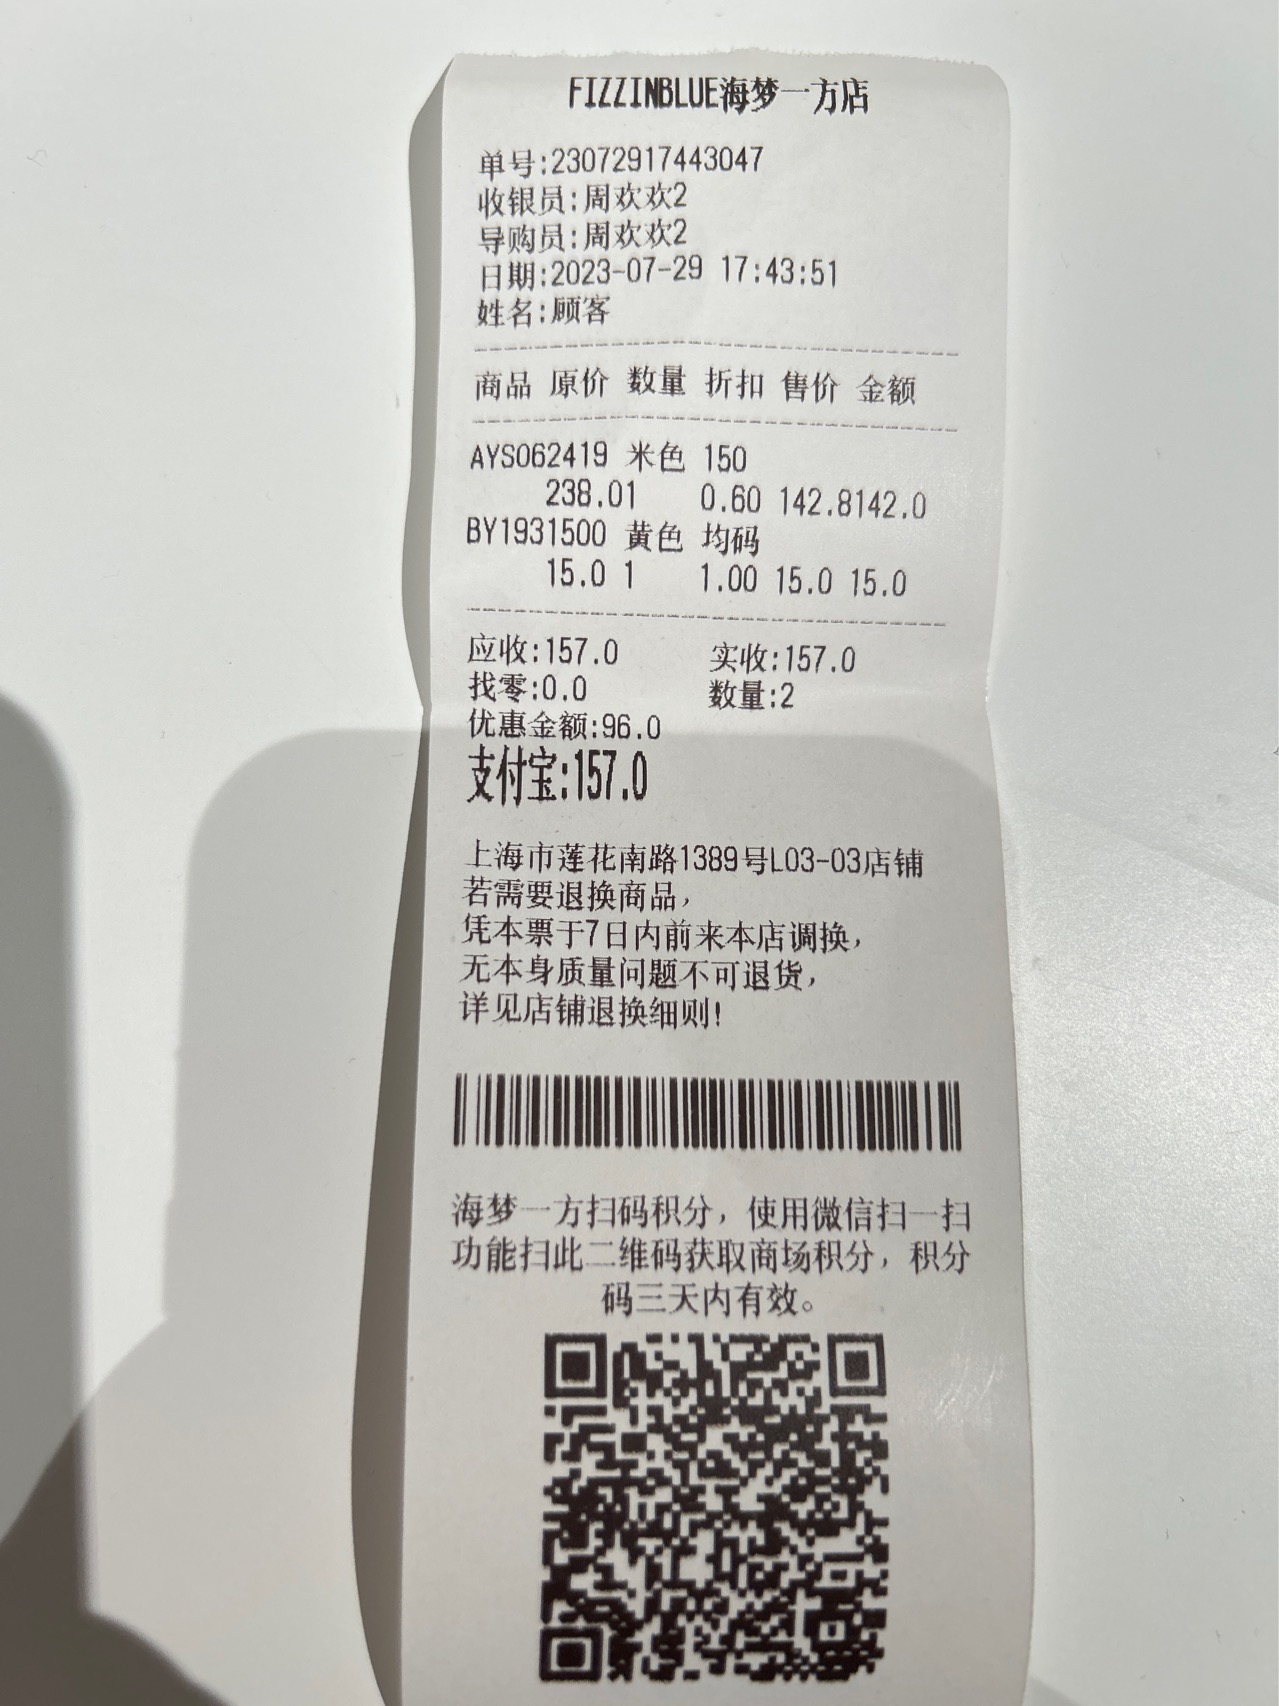 FIZZINBLUE海梦一方店
单号:23072917443047
收银员:周欢欢2
导购员:周欢欢2
日期:2023-07-29 17:43:51
姓名:顾客
商品 原价 数量 折扣 售价 金额
AYS062419 米色 150
238.01 0.60 142.8142.0
BY1931500 黄色 均码
15.0 1 1.00 15.0 15.0
应收:157.0 实收:157.0
找零:0.0 数量:2
优惠金额:96.0
支付宝:157.0
上海市莲花南路1389号L03-03店铺
若需要退换商品,
凭本票于7日内前来本店调换,
无本身质量问题不可退货,
详见店铺退换细则!
海梦一方扫码积分，使用微信扫一扫
功能扫此二维码获取商场积分，积分
码三天内有效。